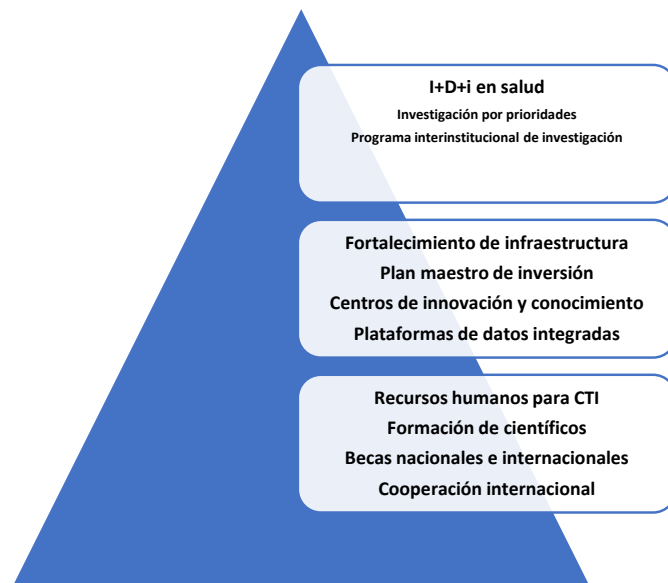 I+D+i en salud
Investigación por prioridades
Programa interinstitucional de investigación
Fortalecimiento de infraestructura
Plan maestro de inversión
Centros de innovación y conocimiento
Plataformas de datos integradas
Recursos humanos para CTI
Formación de científicos
Becas nacionales e internacionales
Cooperación internacional